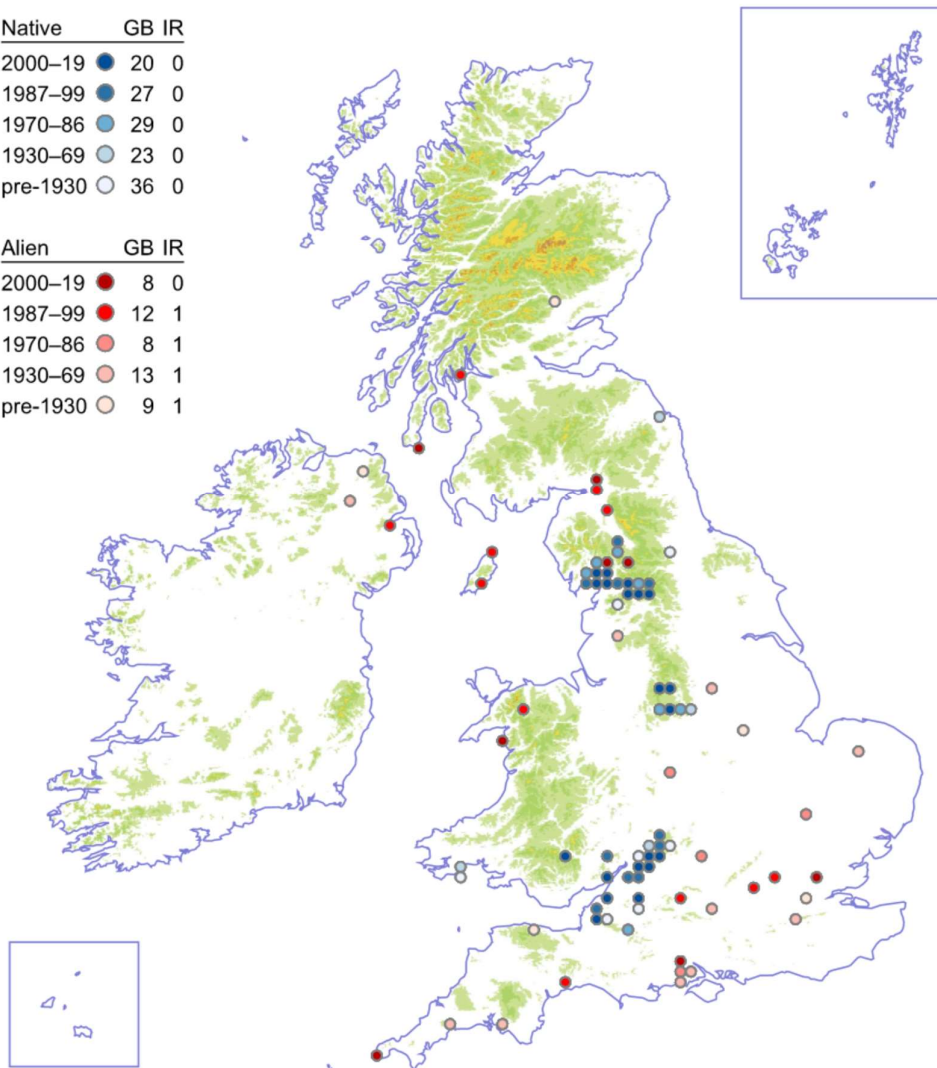 Native GB IR
2000–19 20 0
1987–99 27 0
1970–86 29 0
1930–69 23 0
pre-1930 36 0
Alien GB IR
2000–19 8 0
1987–99 12 1
1970–86 8 1
1930–69 13 1
pre-1930 9 1